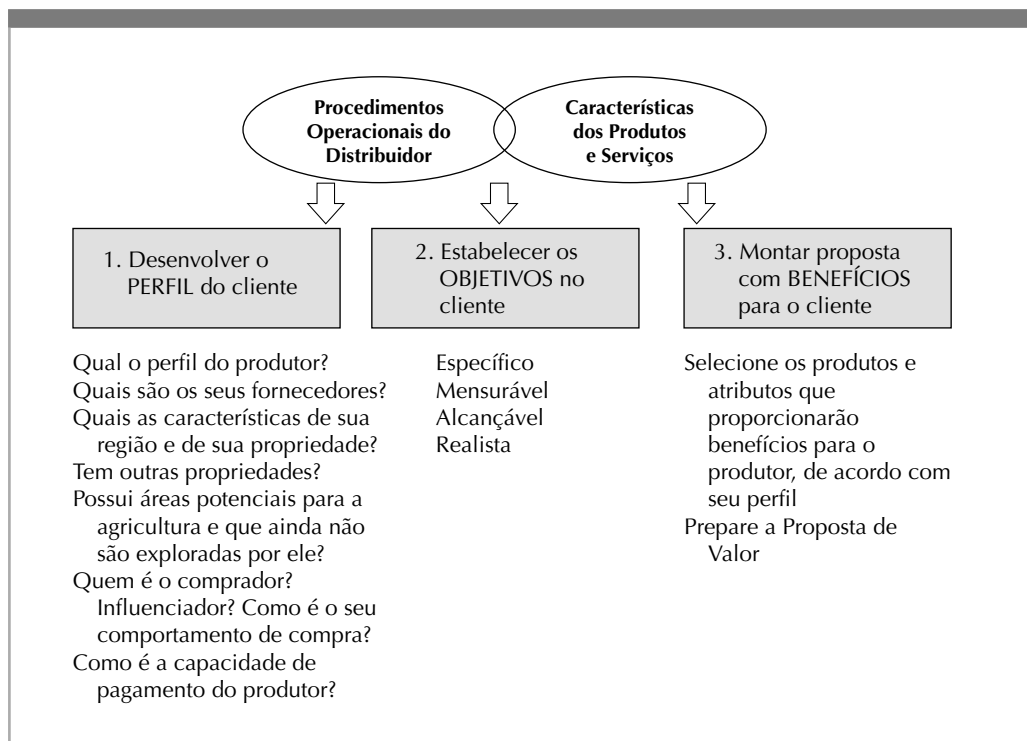 Procedimentos
Operacionais do
Distribuidor
Características
dos Produtos
e Serviços
1. Desenvolver o
PERFIL do cliente
2. Estabelecer os
OBJETIVOS no
cliente
3. Montar proposta
com BENEFÍCIOS
para o cliente
Qual o perfil do produtor?
Quais são os seus fornecedores?
Quais as características de sua
região e de sua propriedade?
Tem outras propriedades?
Possui áreas potenciais para a
agricultura e que ainda não
são exploradas por ele?
Quem é o comprador?
Influenciador? Como é o seu
comportamento de compra?
Como é a capacidade de
pagamento do produtor?
Específico
Mensurável
Alcançável
Realista
Selecione os produtos e
atributos que
proporcionarão
benefícios para o
produtor, de acordo com
seu perfil
Prepare a Proposta de
Valor